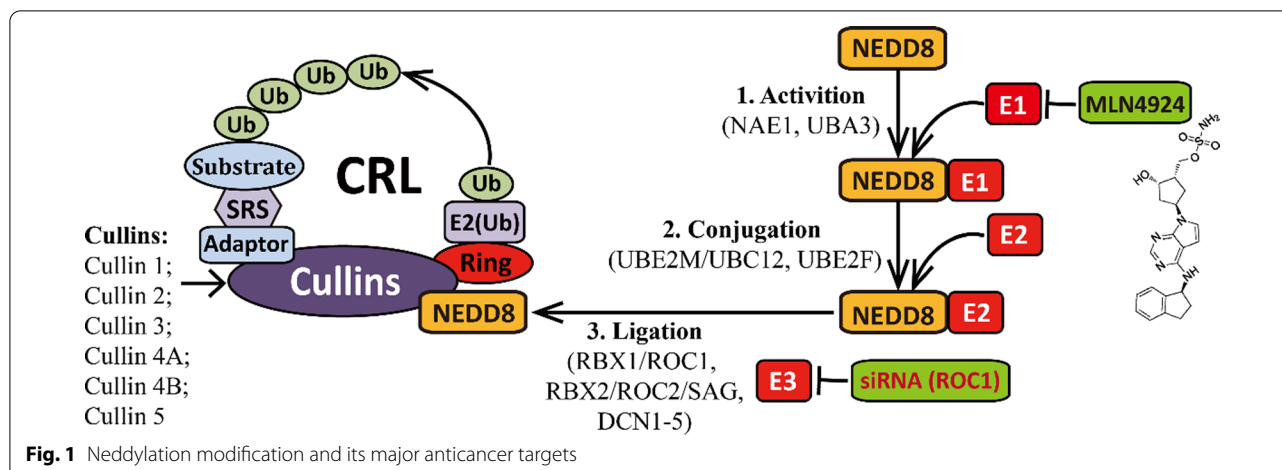 NEDD8
1. Activition
(NAE1, UBA3)
E1
MLN4924
NEDD8
E1
2. Conjugation
(UBE2M/UBC12, UBE2F)
E2
NEDD8
E2
3. Ligation
(RBX1/ROC1,
RBX2/ROC2/SAG,
DCN1-5)
E3
siRNA (ROC1)
Ub
Ub
Ub
Ub
Ub
Substrate
SRS
Adaptor
CRL
Ub
E2(Ub)
Ring
Cullins
NEDD8
Cullins:
Cullin 1;
Cullin 2;
Cullin 3;
Cullin 4A;
Cullin 4B;
Cullin 5
NH₂
O
S
O
O
HO
N
N
N
NH
Fig. 1 Neddylation modification and its major anticancer targets